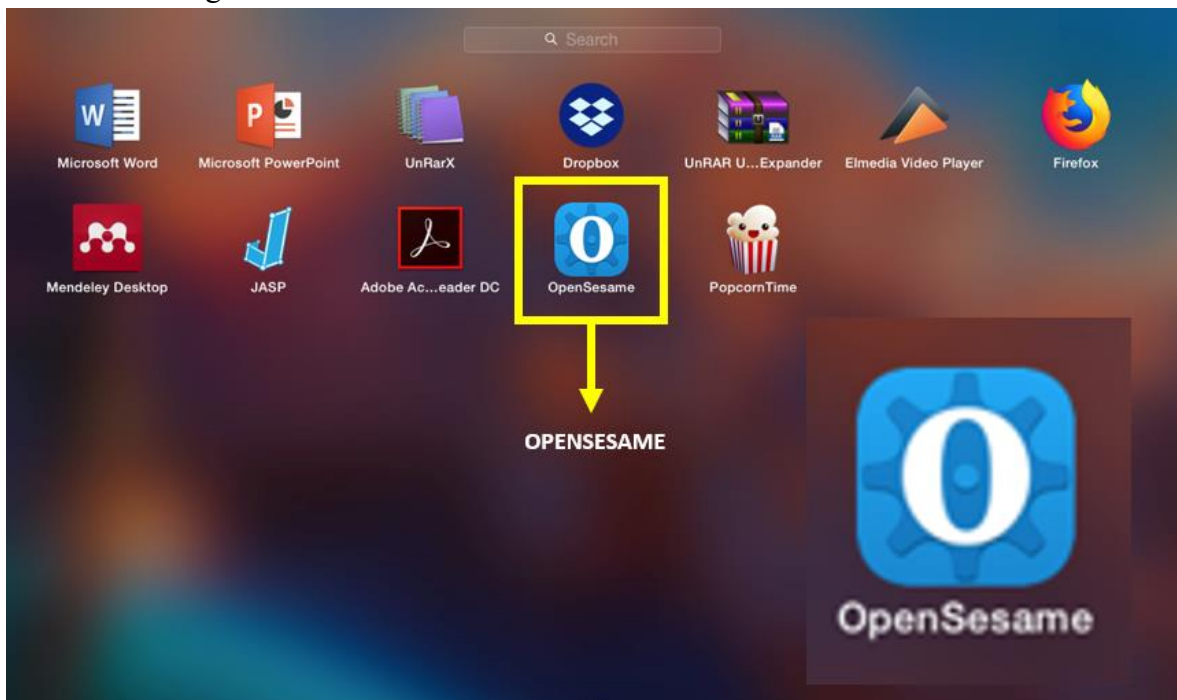 Search
Microsoft Word
Microsoft PowerPoint
UnRarX
Dropbox
UnRAR U...Expander
Elmedia Video Player
Firefox
Mendeley Desktop
JASP
Adobe Ac...eader DC
OpenSesame
PopcornTime
OPENSESAME
OpenSesame